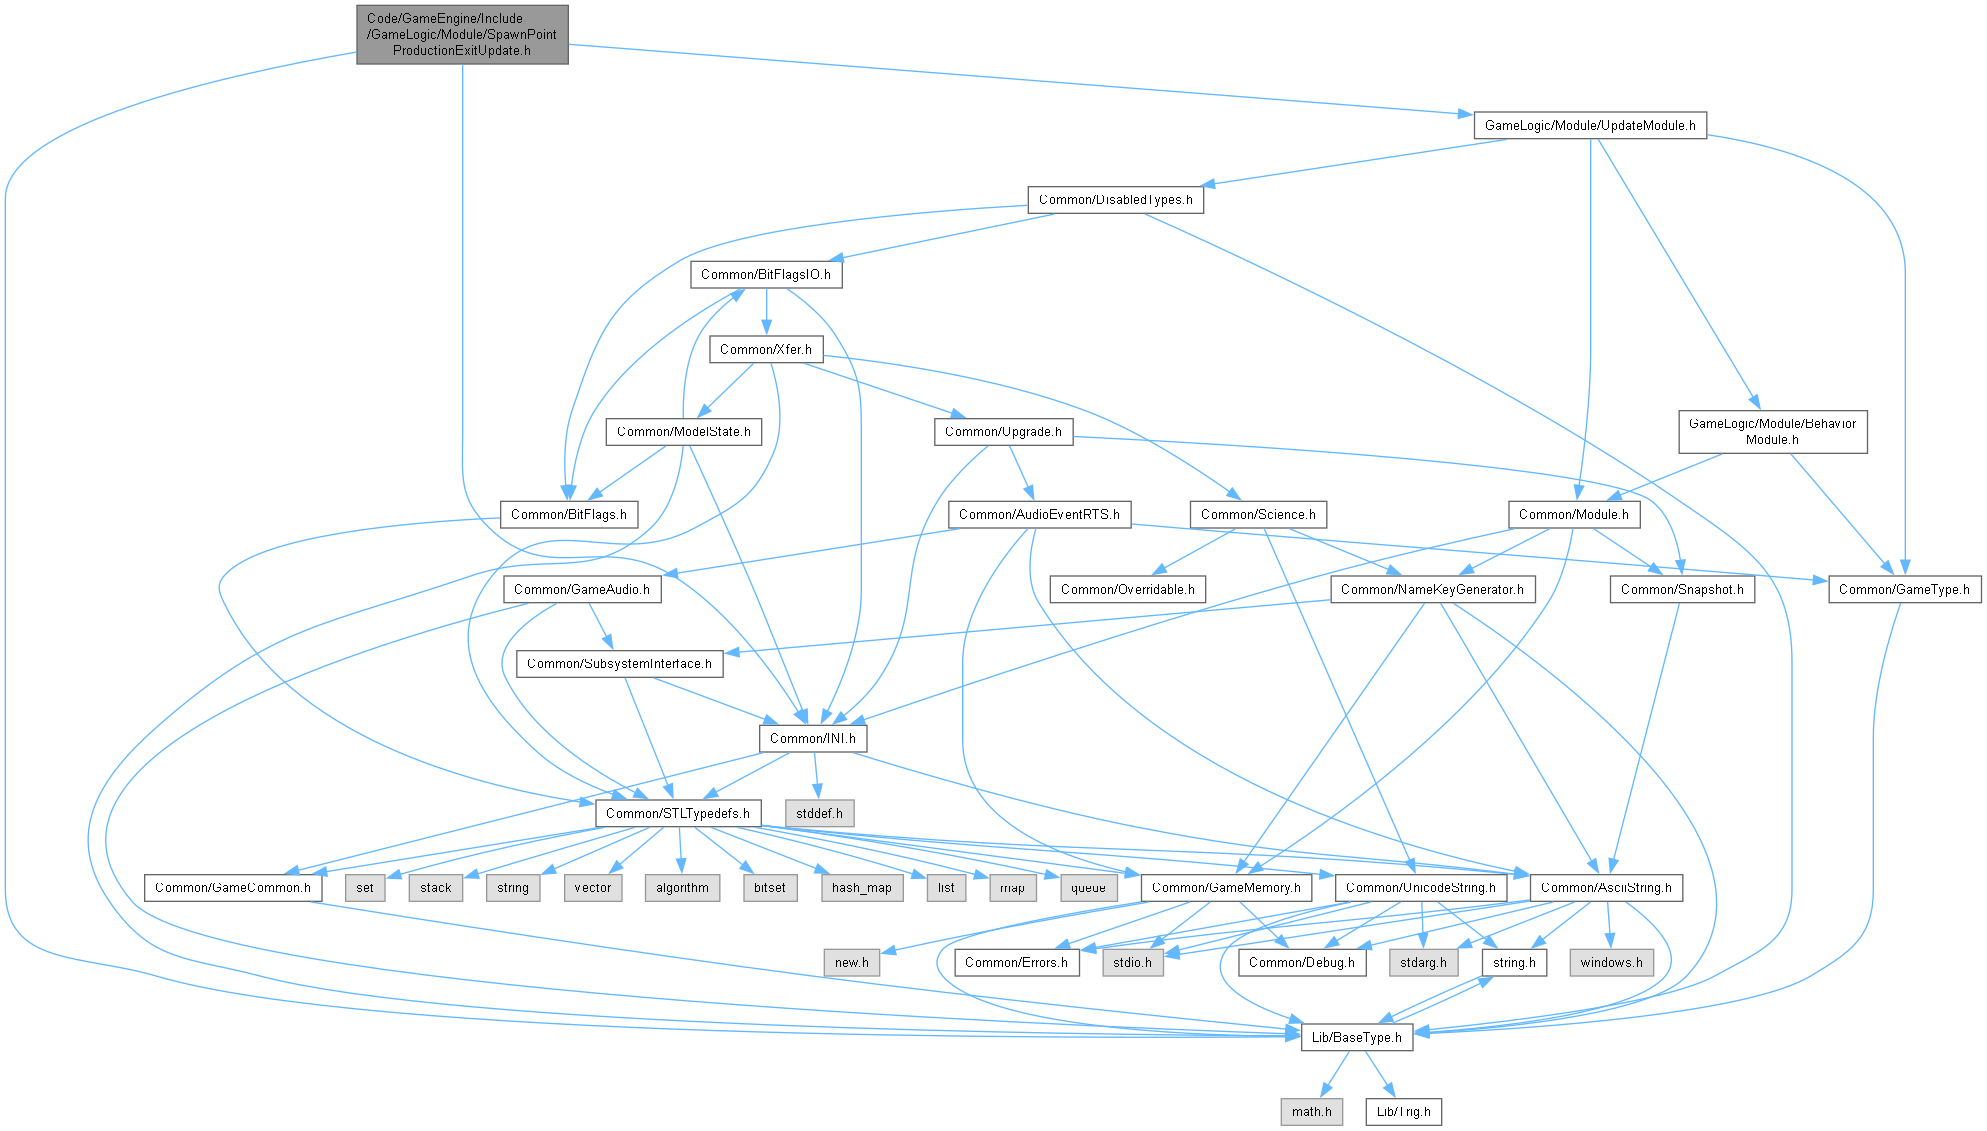 Code/GameEngine/Include
/GameLogic/Module/SpawnPoint
ProductionExitUpdate.h
GameLogic/Module/UpdateModule.h
Common/DisabledTypes.h
Common/BitFlagsIO.h
Common/Xfer.h
Common/ModelState.h
Common/Upgrade.h
GameLogic/Module/Behavior
Module.h
Common/BitFlags.h
Common/AudioEventRTS.h
Common/Science.h
Common/Module.h
Common/GameAudio.h
Common/Overridable.h
Common/NameKeyGenerator.h
Common/Snapshot.h
Common/GameType.h
Common/SubsystemInterface.h
Common/INI.h
Common/STLTypedefs.h
stddef.h
Common/GameCommon.h
set
stack
string
vector
algorithm
bitset
hash_map
list
map
queue
Common/GameMemory.h
Common/UnicodeString.h
Common/AsciiString.h
new.h
Common/Errors.h
stdio.h
Common/Debug.h
stdarg.h
string.h
windows.h
Lib/BaseType.h
math.h
Lib/Trig.h